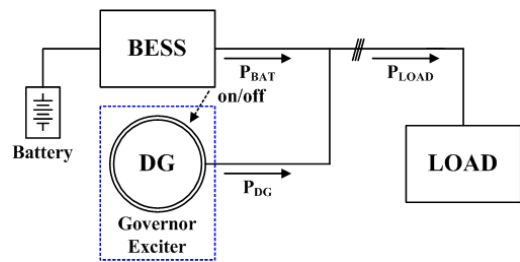 BESS
P_BAT
P_LOAD
on/off
Battery
DG
P_DG
LOAD
Governor
Exciter